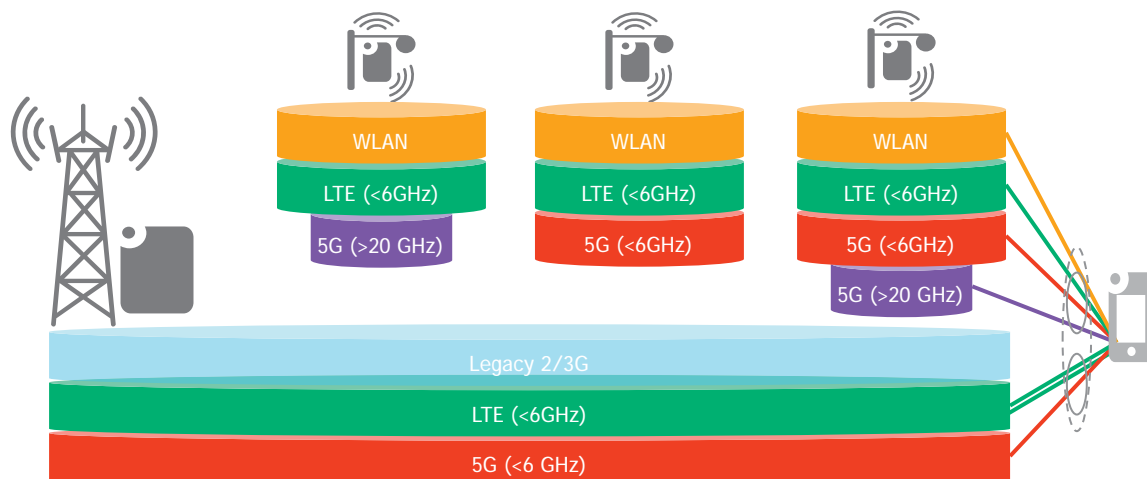 WLAN
LTE (<6GHz)
5G (>20 GHz)
WLAN
LTE (<6GHz)
5G (<6GHz)
WLAN
LTE (<6GHz)
5G (<6GHz)
5G (>20 GHz)
Legacy 2/3G
LTE (<6GHz)
5G (<6 GHz)